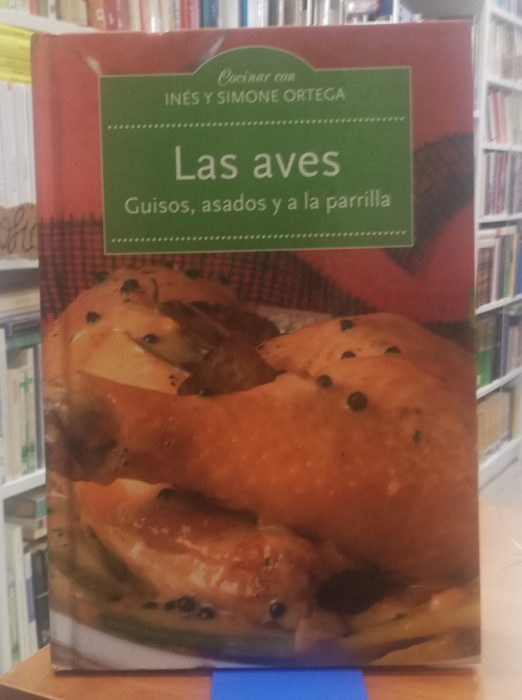 Cocinar con
INÉS Y SIMONE ORTEGA
Las aves
Guisos, asados y a la parrilla